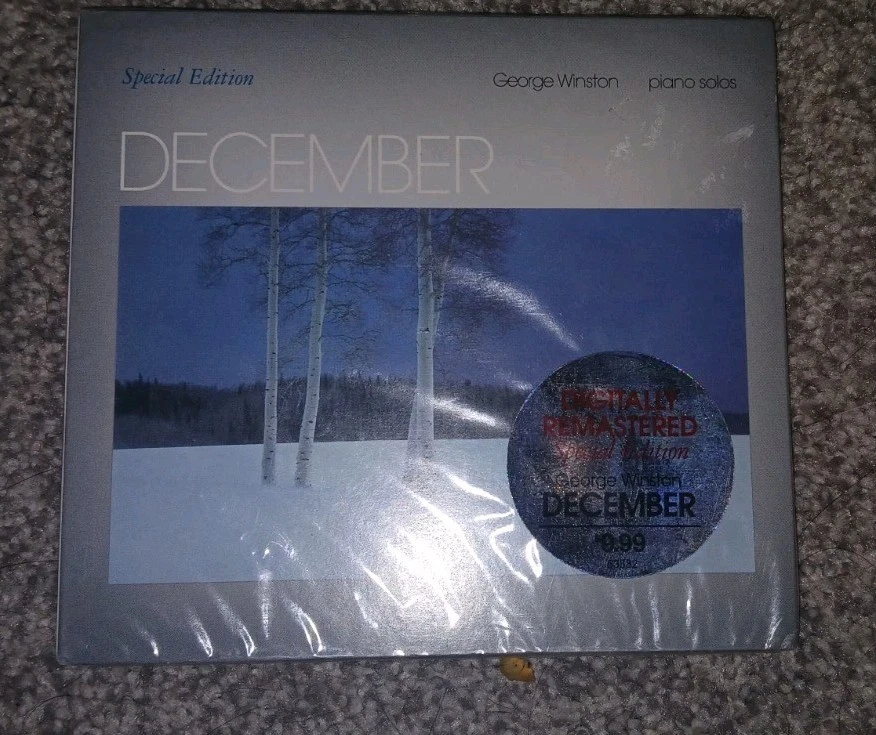 Special Edition
George Winston piano solos
DECEMBER
DIGITALLY
REMASTERED
Special Edition
George Winston
DECEMBER
$9.99